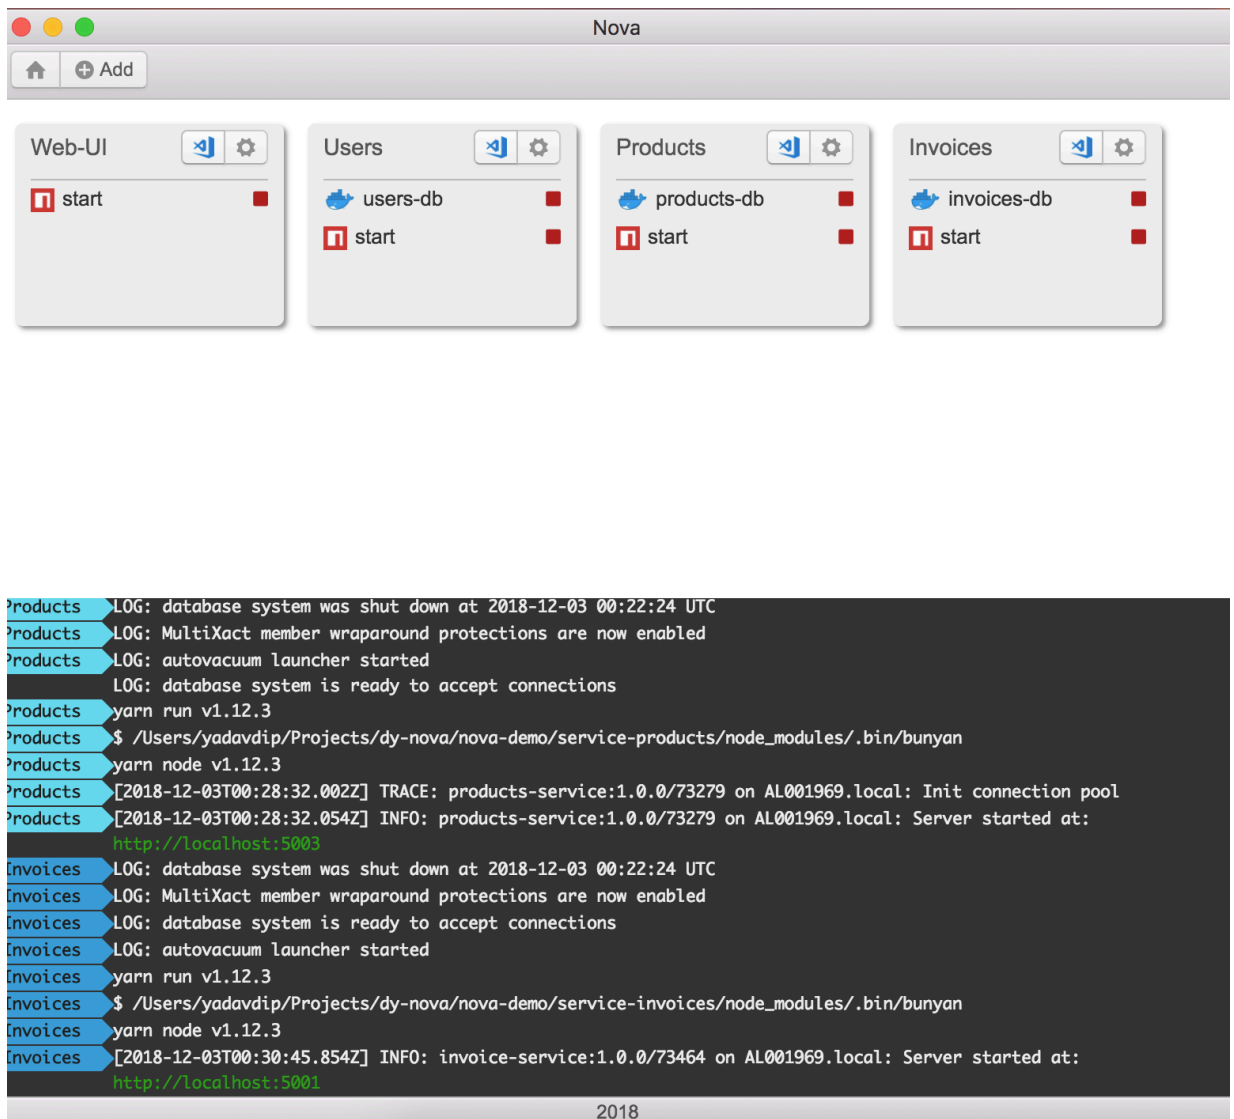 Nova
Add
Web-UI
start
Users
users-db
start
Products
products-db
start
Invoices
invoices-db
start
Products LOG: database system was shut down at 2018-12-03 00:22:24 UTC
Products LOG: MultiXact member wraparound protections are now enabled
Products LOG: autovacuum launcher started
LOG: database system is ready to accept connections
Products yarn run v1.12.3
Products $ /Users/yadavdip/Projects/dy-nova/nova-demo/service-products/node_modules/.bin/bunyan
Products yarn node v1.12.3
Products [2018-12-03T00:28:32.002Z] TRACE: products-service:1.0.0/73279 on AL001969.local: Init connection pool
Products [2018-12-03T00:28:32.054Z] INFO: products-service:1.0.0/73279 on AL001969.local: Server started at:
http://localhost:5003
Invoices LOG: database system was shut down at 2018-12-03 00:22:24 UTC
Invoices LOG: MultiXact member wraparound protections are now enabled
Invoices LOG: database system is ready to accept connections
Invoices LOG: autovacuum launcher started
Invoices yarn run v1.12.3
Invoices $ /Users/yadavdip/Projects/dy-nova/nova-demo/service-invoices/node_modules/.bin/bunyan
Invoices yarn node v1.12.3
Invoices [2018-12-03T00:30:45.854Z] INFO: invoice-service:1.0.0/73464 on AL001969.local: Server started at:
http://localhost:5001
2018